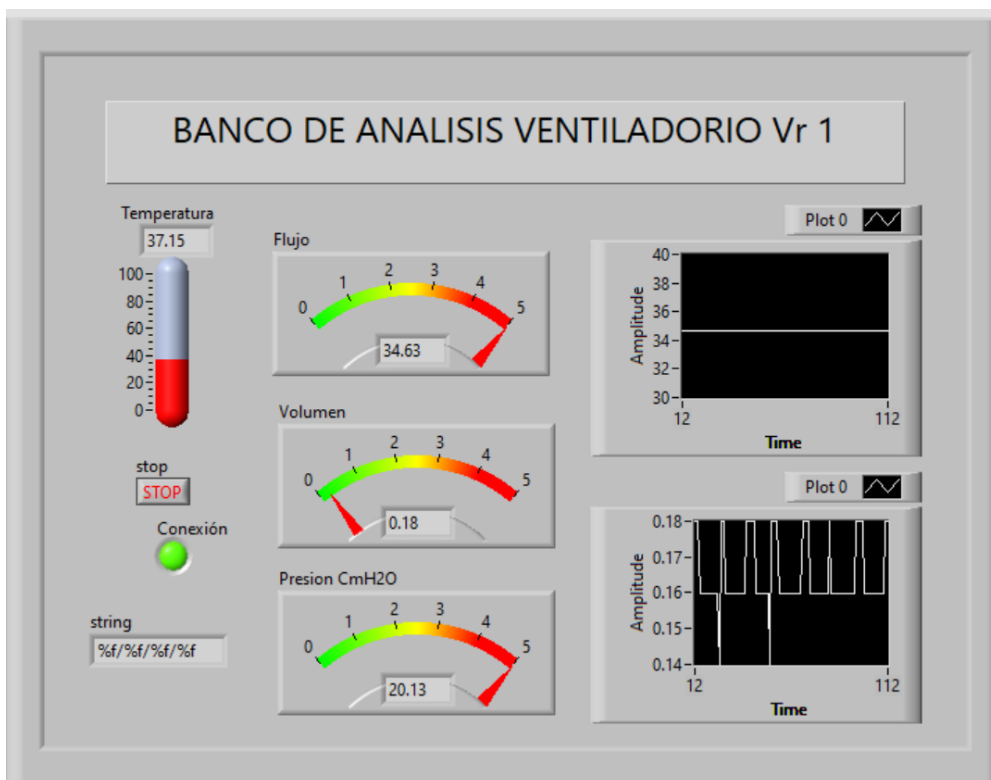 BANCO DE ANALISIS VENTILADORIO Vr 1
Temperatura
37.15
100
80
60
40
20
0
stop
STOP
Conexión
string
%f/%f/%f/%f
Flujo
0 1 2 3 4 5
34.63
Volumen
0 1 2 3 4 5
0.18
Presion CmH2O
0 1 2 3 4 5
20.13
Plot 0
Amplitude
40
38
36
34
32
30
12 112
Time
Plot 0
Amplitude
0.18
0.17
0.16
0.15
0.14
12 112
Time